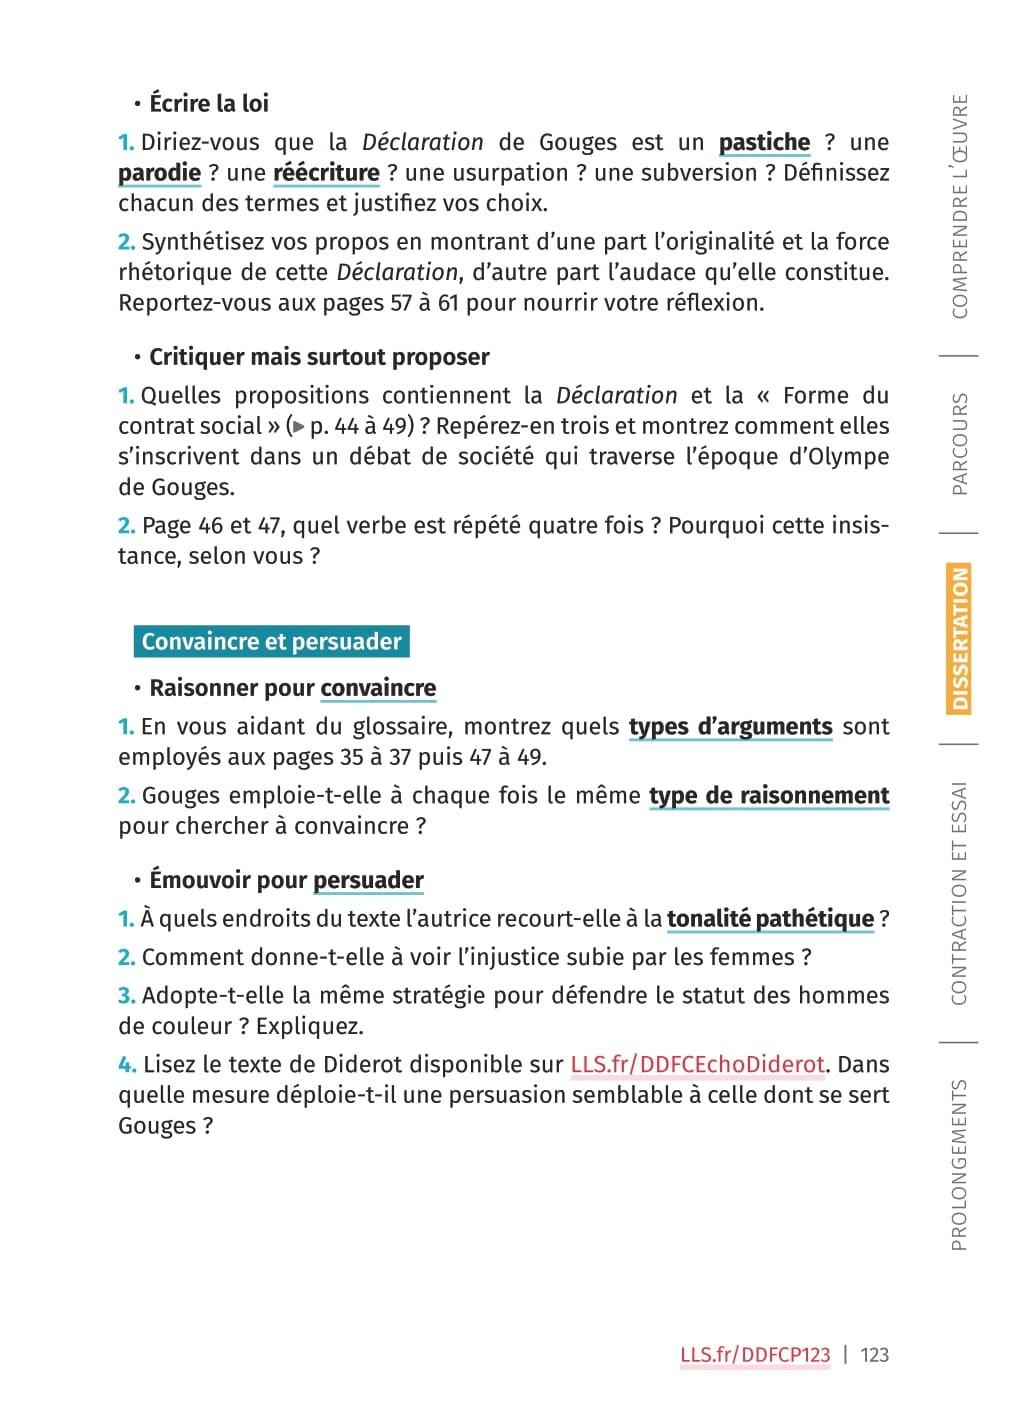 • Écrire la loi
1. Diriez-vous que la Déclaration de Gouges est un pastiche ? une
parodie ? une réécriture ? une usurpation ? une subversion ? Définissez
chacun des termes et justifiez vos choix.
2. Synthétisez vos propos en montrant d’une part l’originalité et la force
rhétorique de cette Déclaration, d’autre part l’audace qu’elle constitue.
Reportez-vous aux pages 57 à 61 pour nourrir votre réflexion.
• Critiquer mais surtout proposer
1. Quelles propositions contiennent la Déclaration et la « Forme du
contrat social » (▶ p. 44 à 49) ? Repérez-en trois et montrez comment elles
s’inscrivent dans un débat de société qui traverse l’époque d’Olympe
de Gouges.
2. Page 46 et 47, quel verbe est répété quatre fois ? Pourquoi cette insis-
tance, selon vous ?
Convaincre et persuader
• Raisonner pour convaincre
1. En vous aidant du glossaire, montrez quels types d’arguments sont
employés aux pages 35 à 37 puis 47 à 49.
2. Gouges emploie-t-elle à chaque fois le même type de raisonnement
pour chercher à convaincre ?
• Émouvoir pour persuader
1. À quels endroits du texte l’autrice recourt-elle à la tonalité pathétique ?
2. Comment donne-t-elle à voir l’injustice subie par les femmes ?
3. Adopte-t-elle la même stratégie pour défendre le statut des hommes
de couleur ? Expliquez.
4. Lisez le texte de Diderot disponible sur LLS.fr/DDFCEchoDiderot. Dans
quelle mesure déploie-t-il une persuasion semblable à celle dont se sert
Gouges ?
COMPRENDRE L’ŒUVRE
PARCOURS
DISSERTATION
CONTRACTION ET ESSAI
PROLONGEMENTS
LLS.fr/DDFCP123 | 123